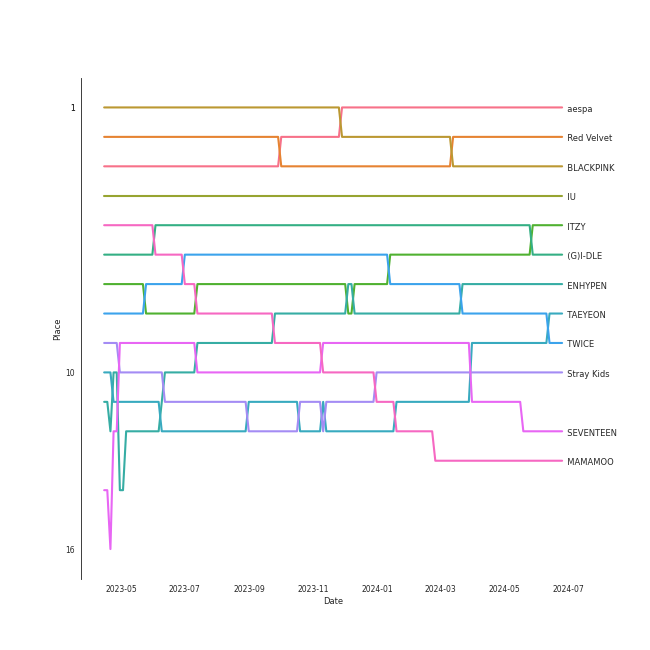 1
10
16
Place
aespa
Red Velvet
BLACKPINK
IU
ITZY
(G)I-DLE
ENHYPEN
TAEYEON
TWICE
Stray Kids
SEVENTEEN
MAMAMOO
2023-05
2023-07
2023-09
2023-11
2024-01
2024-03
2024-05
2024-07
Date